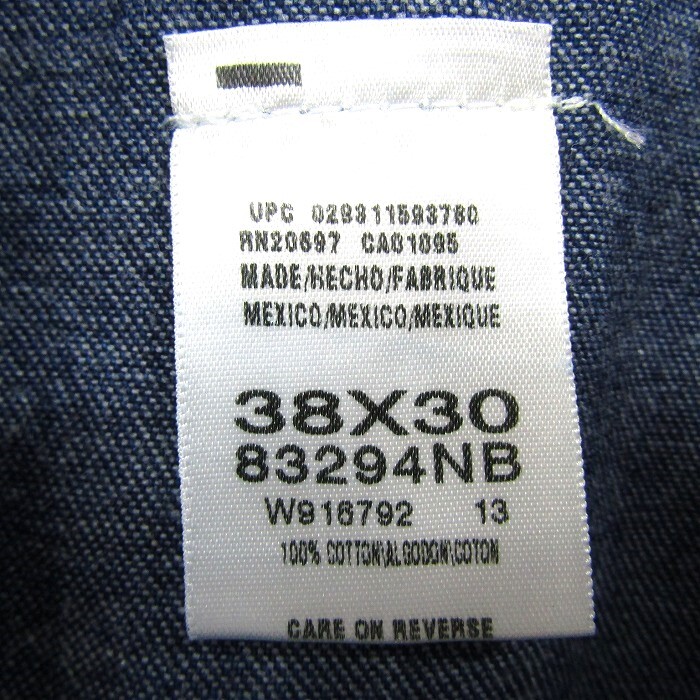 UPC 029311593760
RN20697 CA01095
MADE/HECHO/FABRIQUE
MEXICO/MEXICO/MEXIQUE
38X30
83294NB
W916792 13
100% COTTON\ALGODON\COTON
CARE ON REVERSE